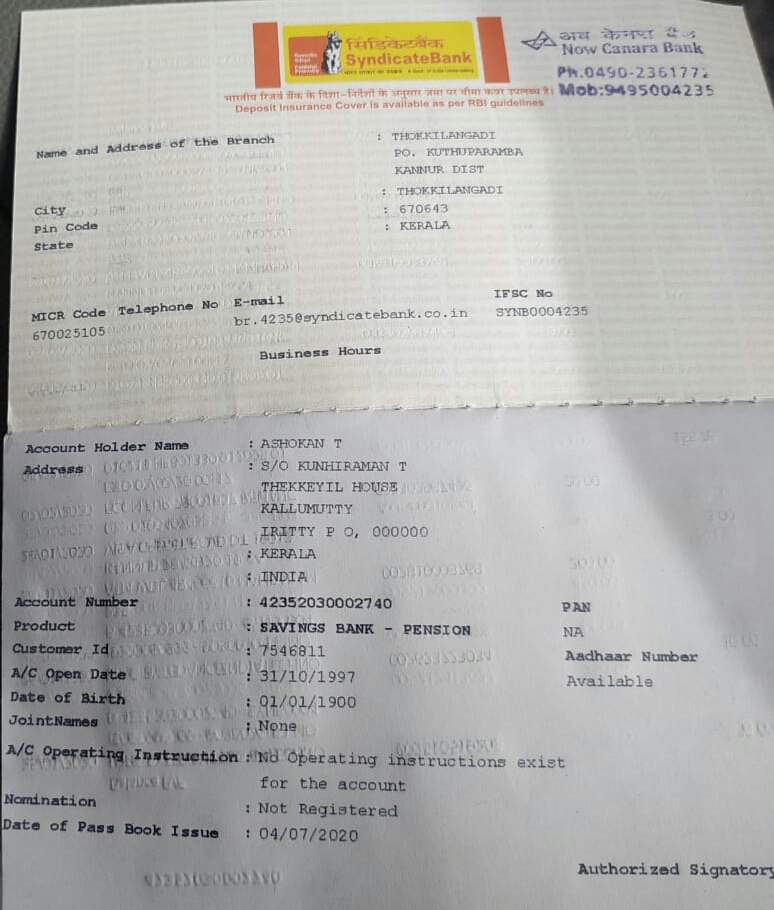 सिंडिकेटबैंक
SyndicateBank
अब केनरा बैंक
Now Canara Bank
Ph.0490-2361772
Mob:9495004235
भारतीय रिजर्व बैंक के दिशा-निर्देशों के अनुसार जमा पर बीमा कवर उपलब्ध है।
Deposit Insurance Cover is available as per RBI guidelines
Name and Address of the Branch : THOKKILANGADI
PO. KUTHUPARAMBA
KANNUR DIST
City : THOKKILANGADI
Pin Code : 670643
State : KERALA
MICR Code Telephone No E-mail IFSC No
670025105 br.4235@syndicatebank.co.in SYNB0004235
Business Hours
Account Holder Name : ASHOKAN T
Address : S/O KUNHIRAMAN T
THEKKEYIL HOUSE
KALLUMUTTY
IRITTY P O, 000000
: KERALA
: INDIA
Account Number : 42352030002740 PAN
Product : SAVINGS BANK - PENSION NA
Customer Id : 7546811 Aadhaar Number
A/C Open Date : 31/10/1997 Available
Date of Birth : 01/01/1900
JointNames : None
A/C Operating Instruction : No Operating instructions exist
for the account
Nomination : Not Registered
Date of Pass Book Issue : 04/07/2020
Authorized Signatory